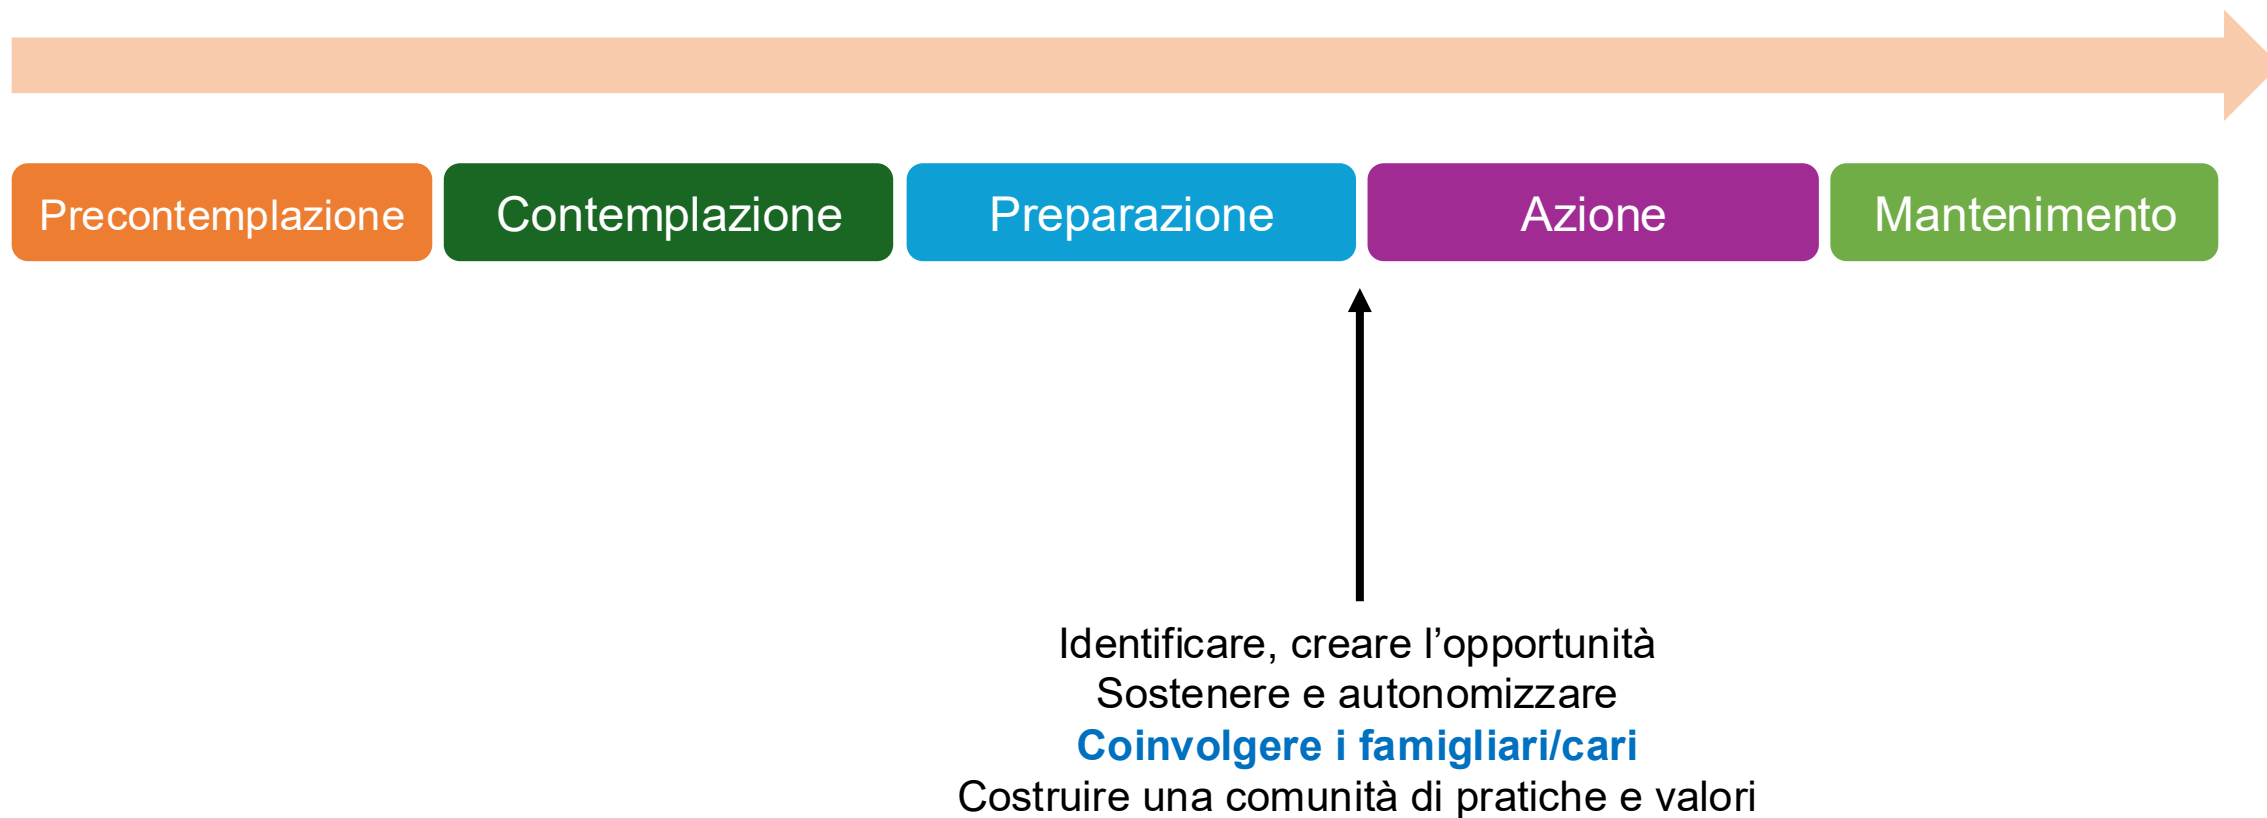 Precontemplazione
Contemplazione
Preparazione
Azione
Mantenimento
Identificare, creare l’opportunità
Sostenere e autonomizzare
Coinvolgere i famigliari/cari
Costruire una comunità di pratiche e valori